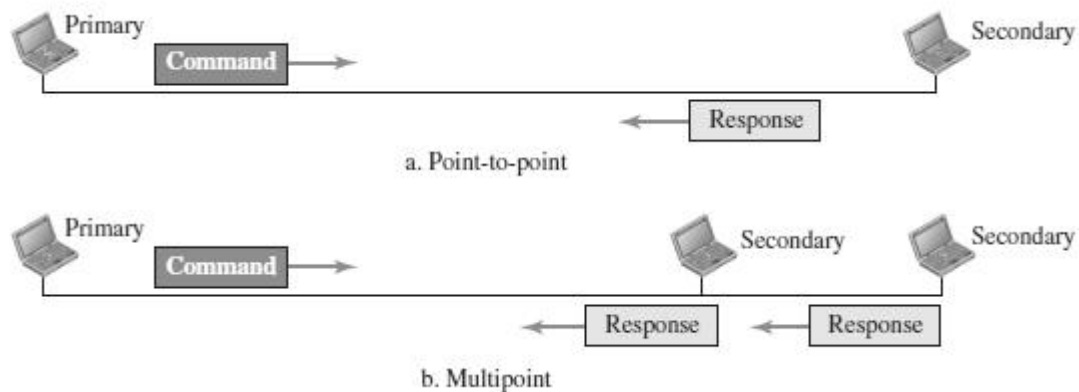 Primary
Secondary
Command
Response
a. Point-to-point
Primary
Secondary
Secondary
Command
Response
Response
b. Multipoint